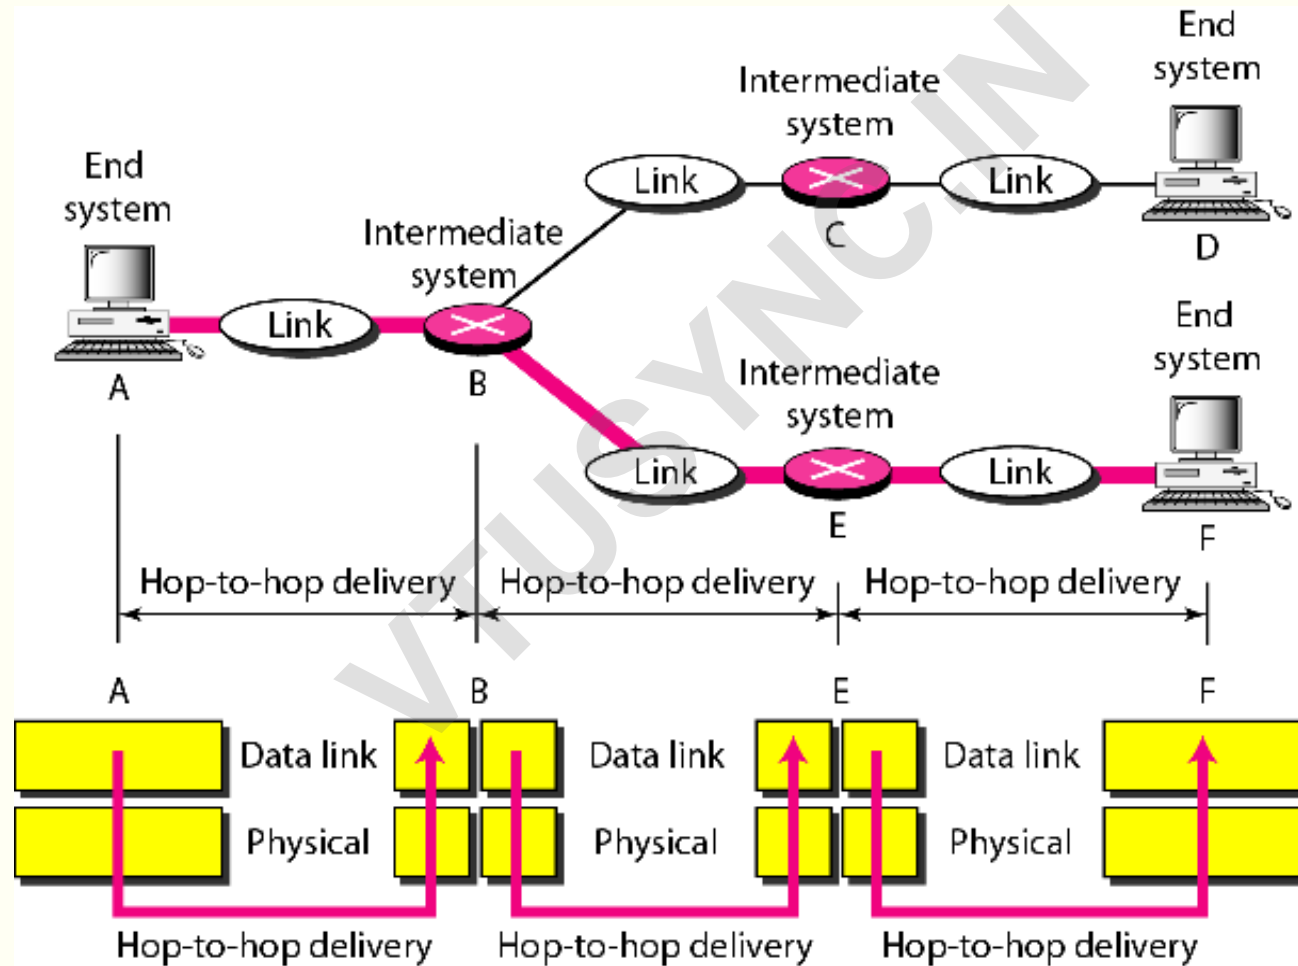 End
system
Intermediate
system
End
system
Link
Link
C
D
Intermediate
system
Link
A
B
Intermediate
system
End
system
Link
Link
E
F
Hop-to-hop delivery
Hop-to-hop delivery
Hop-to-hop delivery
A
B
E
F
Data link
Data link
Data link
Physical
Physical
Physical
Hop-to-hop delivery
Hop-to-hop delivery
Hop-to-hop delivery
VTUSYNC.IN